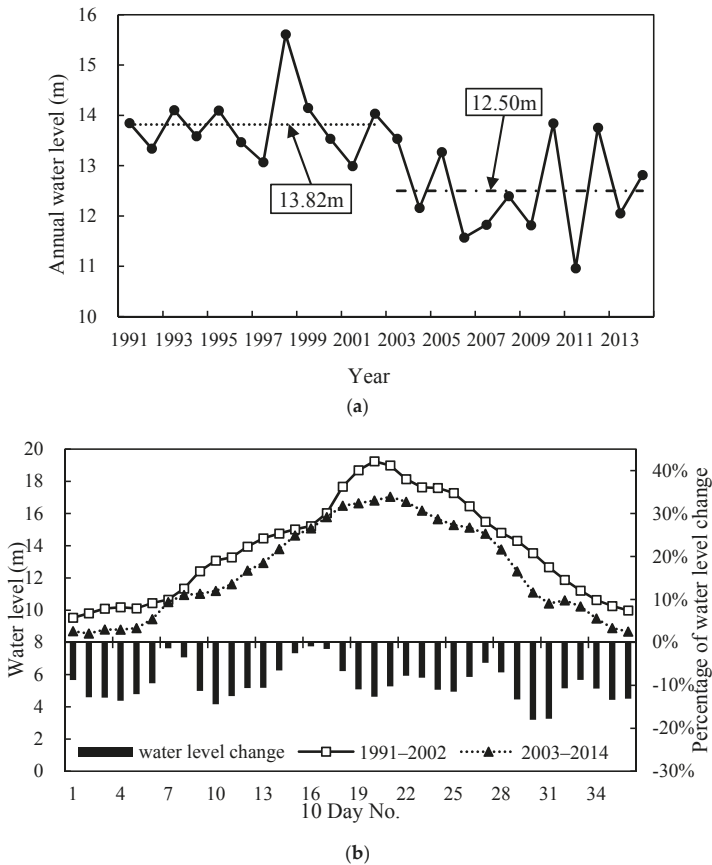 16
15
14
13
12
11
10
Annual water level (m)
12.50m
13.82m
1991 1993 1995 1997 1999 2001 2003 2005 2007 2009 2011 2013
Year
(a)
20
18
16
14
12
10
8
6
4
2
0
Water level (m)
40%
30%
20%
10%
0%
-10%
-20%
-30%
Percentage of water level change
water level change 1991–2002 2003–2014
1 4 7 10 13 16 19 22 25 28 31 34
10 Day No.
(b)